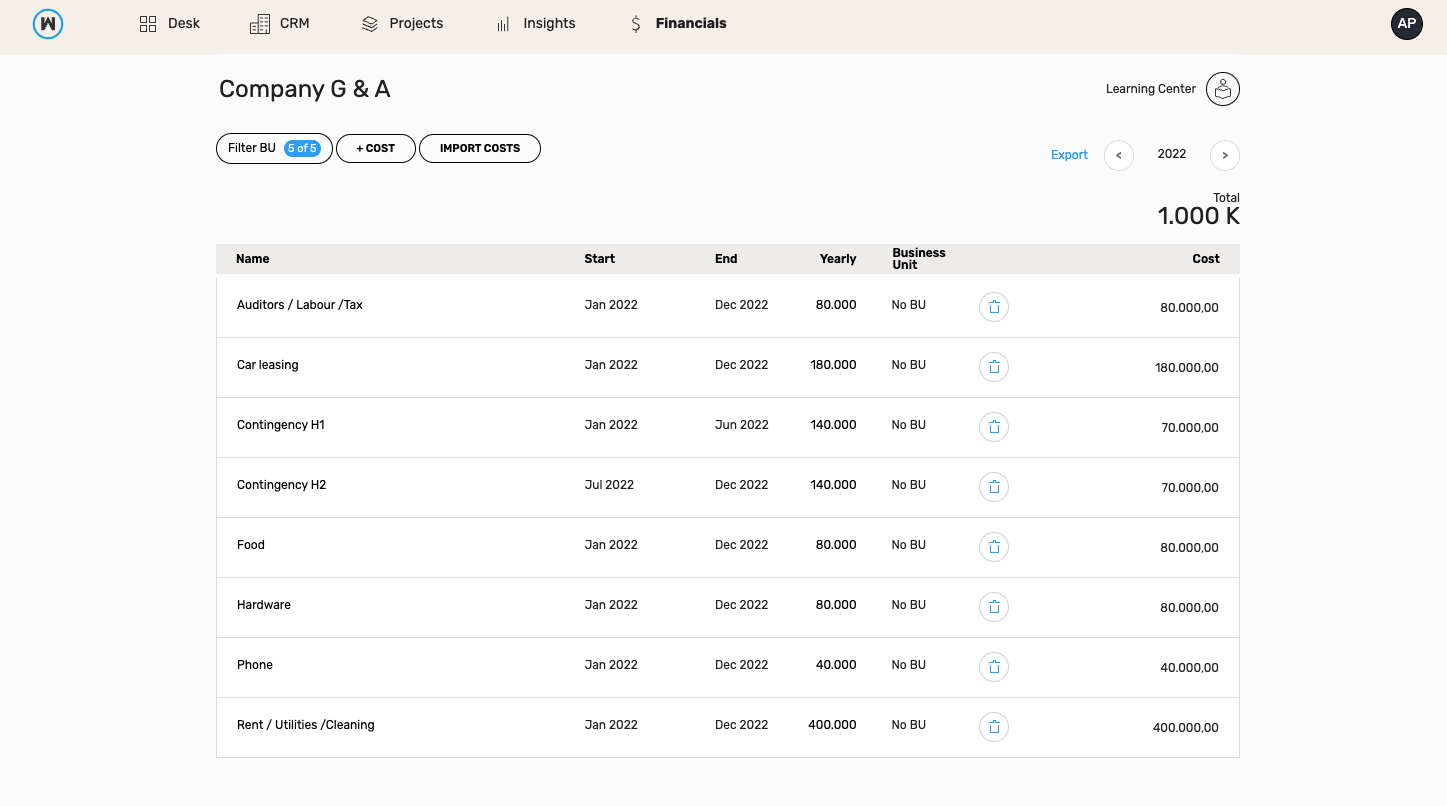 W Desk CRM Projects Insights $ Financials AP
Company G & A
Learning Center
Filter BU 5 of 5 + COST IMPORT COSTS
Export < 2022 >
Total
1.000 K
Name Start End Yearly Business Unit Cost
Auditors / Labour /Tax Jan 2022 Dec 2022 80.000 No BU 80.000,00
Car leasing Jan 2022 Dec 2022 180.000 No BU 180.000,00
Contingency H1 Jan 2022 Jun 2022 140.000 No BU 70.000,00
Contingency H2 Jul 2022 Dec 2022 140.000 No BU 70.000,00
Food Jan 2022 Dec 2022 80.000 No BU 80.000,00
Hardware Jan 2022 Dec 2022 80.000 No BU 80.000,00
Phone Jan 2022 Dec 2022 40.000 No BU 40.000,00
Rent / Utilities /Cleaning Jan 2022 Dec 2022 400.000 No BU 400.000,00